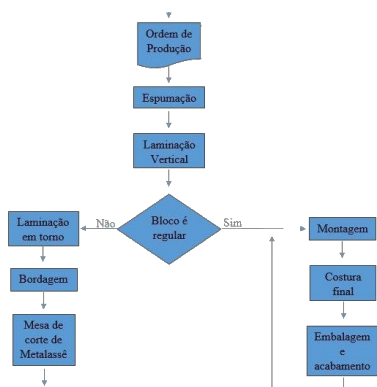 Ordem de
Produção
Espumação
Laminação
Vertical
Bloco é
regular
Não
Sim
Laminação
em torno
Bordagem
Mesa de
corte de
Metalassê
Montagem
Costura
final
Embalagem
e
acabamento